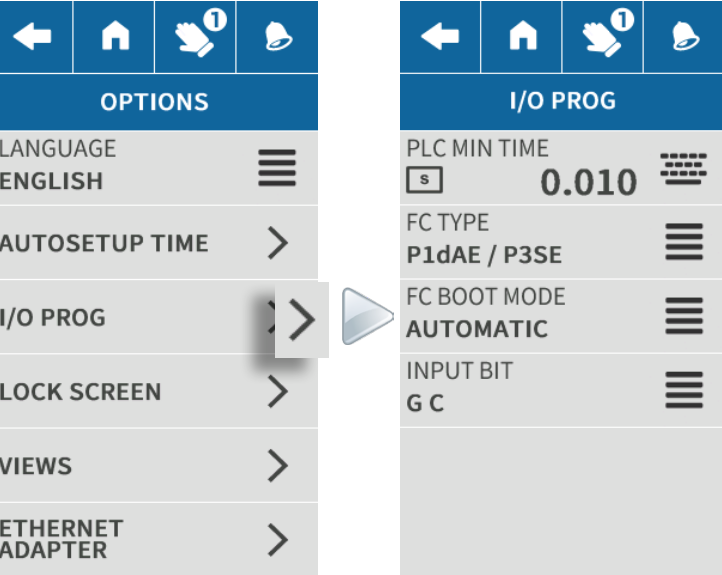 1
OPTIONS
LANGUAGE
ENGLISH
AUTOSETUP TIME
I/O PROG
LOCK SCREEN
VIEWS
ETHERNET
ADAPTER
1
I/O PROG
PLC MIN TIME
s 0.010
FC TYPE
P1dAE / P3SE
FC BOOT MODE
AUTOMATIC
INPUT BIT
G C